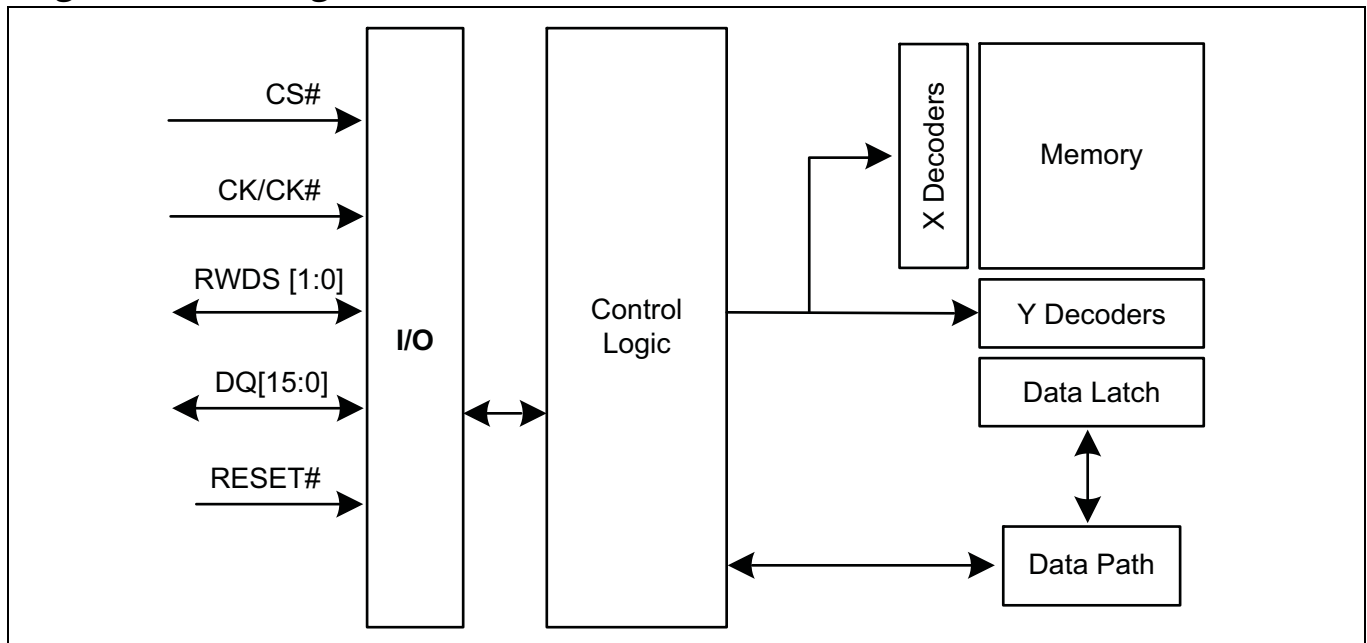 CS#
CK/CK#
RWDS [1:0]
DQ[15:0]
RESET#
I/O
Control
Logic
X Decoders
Memory
Y Decoders
Data Latch
Data Path